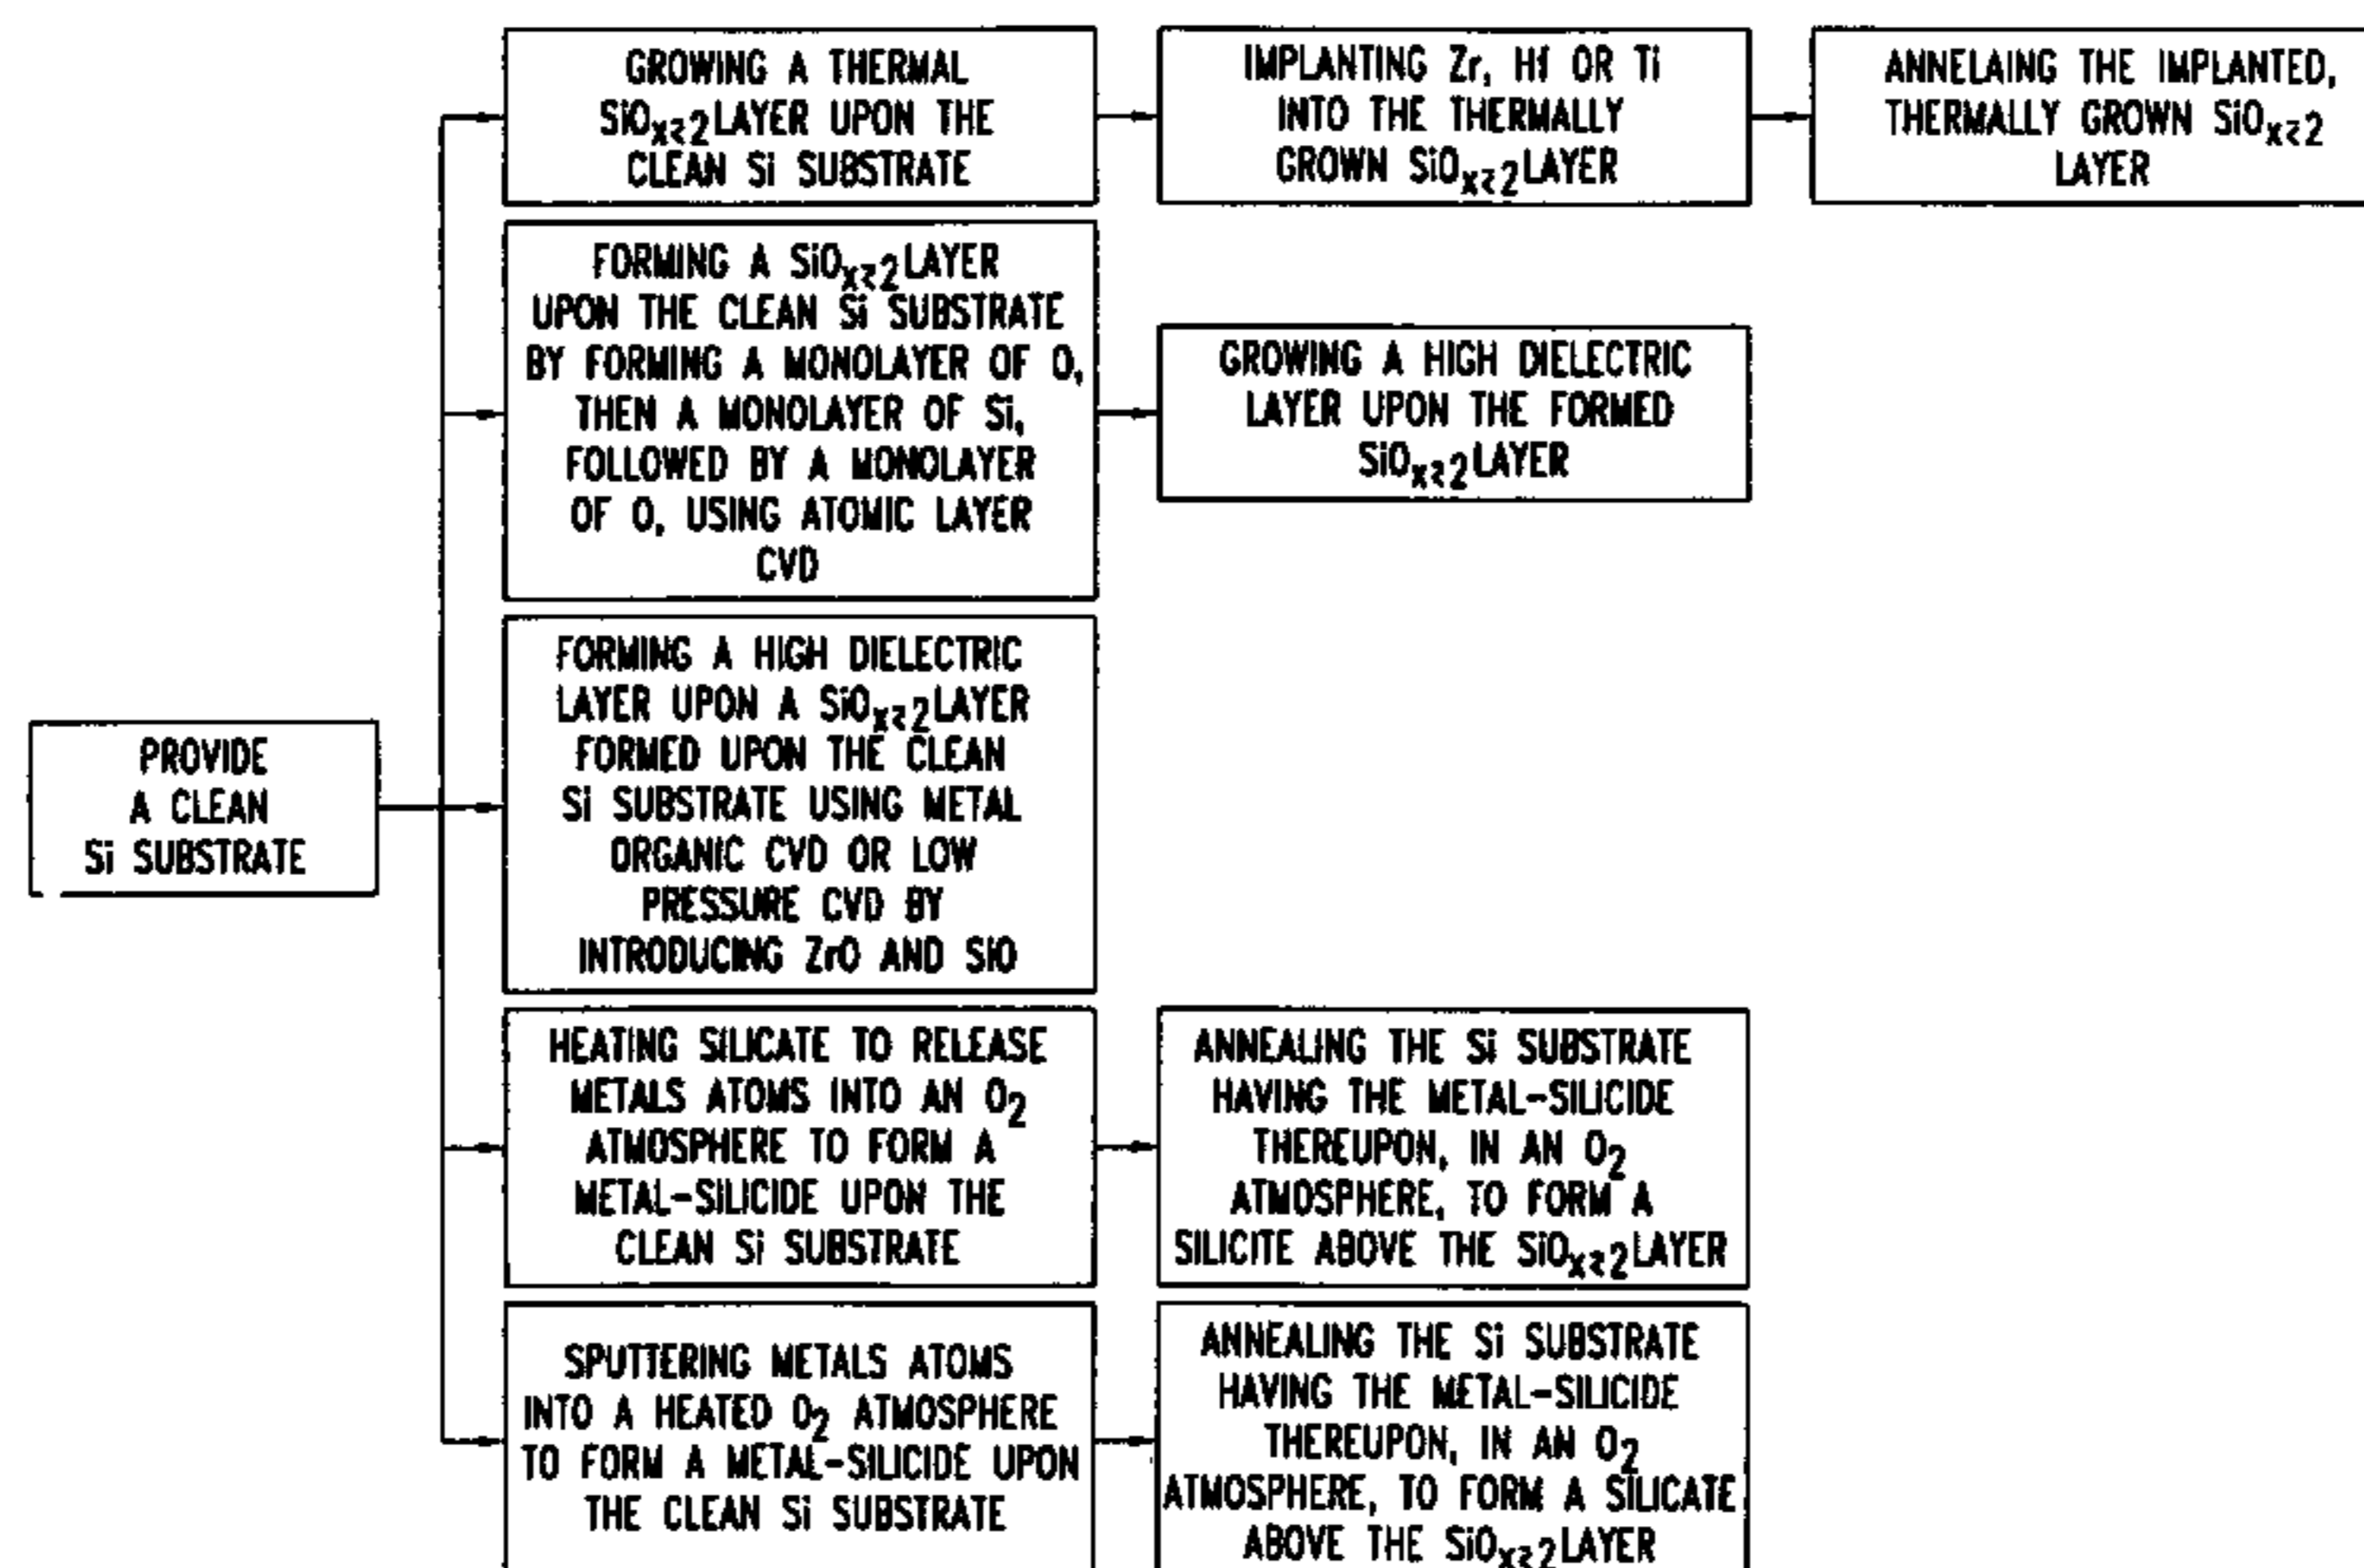 GROWING A THERMAL
SiOx≷2 LAYER UPON THE
CLEAN Si SUBSTRATE
IMPLANTING Zr, Hf OR Ti
INTO THE THERMALLY
GROWN SiOx≷2 LAYER
ANNELAING THE IMPLANTED,
THERMALLY GROWN SiOx≷2
LAYER
FORMING A SiOx≷2 LAYER
UPON THE CLEAN Si SUBSTRATE
BY FORMING A MONOLAYER OF O,
THEN A MONOLAYER OF Si,
FOLLOWED BY A MONOLAYER
OF O, USING ATOMIC LAYER
CVD
GROWING A HIGH DIELECTRIC
LAYER UPON THE FORMED
SiOx≷2 LAYER
PROVIDE
A CLEAN
Si SUBSTRATE
FORMING A HIGH DIELECTRIC
LAYER UPON A SiOx≷2 LAYER
FORMED UPON THE CLEAN
Si SUBSTRATE USING METAL
ORGANIC CVD OR LOW
PRESSURE CVD BY
INTRODUCING ZrO AND SiO
HEATING SILICATE TO RELEASE
METALS ATOMS INTO AN O2
ATMOSPHERE TO FORM A
METAL-SILICIDE UPON THE
CLEAN Si SUBSTRATE
ANNEALING THE Si SUBSTRATE
HAVING THE METAL-SILICIDE
THEREUPON, IN AN O2
ATMOSPHERE, TO FORM A
SILICITE ABOVE THE SiOx≷2 LAYER
SPUTTERING METALS ATOMS
INTO A HEATED O2 ATMOSPHERE
TO FORM A METAL-SILICIDE UPON
THE CLEAN Si SUBSTRATE
ANNEALING THE Si SUBSTRATE
HAVING THE METAL-SILICIDE
THEREUPON, IN AN O2
ATMOSPHERE, TO FORM A SILICATE
ABOVE THE SiOx≷2 LAYER